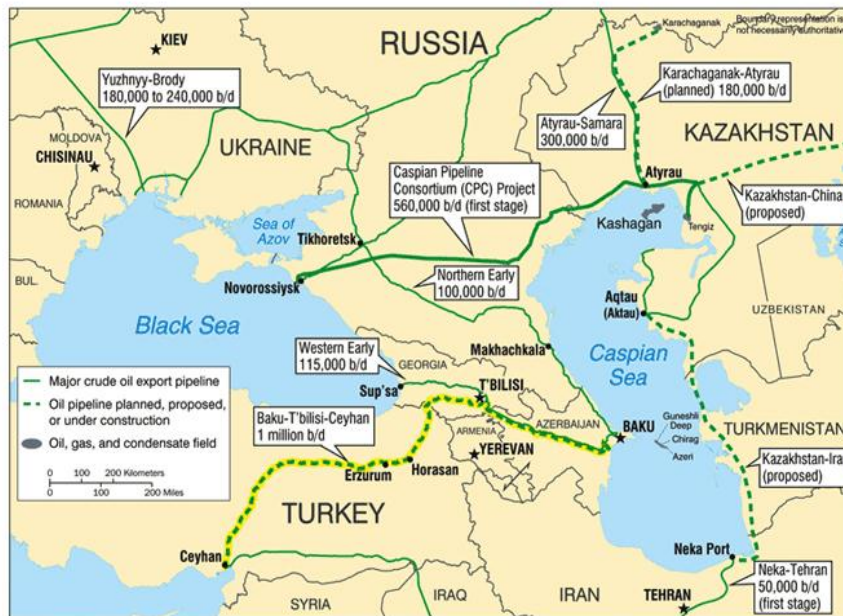 Karachaganak
Boundary representation is
not necessarily authoritative
KIEV
RUSSIA
Yuzhnyy-Brody
180,000 to 240,000 b/d
Karachaganak-Atyrau
(planned) 180,000 b/d
MOLDOVA
CHISINAU
UKRAINE
Atyrau-Samara
300,000 b/d
KAZAKHSTAN
Caspian Pipeline
Consortium (CPC) Project
560,000 b/d (first stage)
Atyrau
ROMANIA
Kazakhstan-China
(proposed)
Sea of
Azov
Tikhoretsk
Kashagan
Tengiz
Northern Early
100,000 b/d
BUL.
Novorossiysk
Aqtau
(Aktau)
UZBEKISTAN
Black Sea
Makhachkala
Caspian
Sea
Western Early
115,000 b/d
GEORGIA
Sup'sa
T'BILISI
Major crude oil export pipeline
Oil pipeline planned, proposed,
or under construction
Oil, gas, and condensate field
0 100 200 Kilometers
0 100 200 Miles
Baku-T'bilisi-Ceyhan
1 million b/d
ARMENIA
AZERBAIJAN
BAKU
Guneshli
Deep
Chirag
Azeri
TURKMENISTAN
YEREVAN
Kazakhstan-Iran
(proposed)
Erzurum
Horasan
TURKEY
Ceyhan
Neka Port
Neka-Tehran
50,000 b/d
(first stage)
SYRIA
IRAQ
IRAN
TEHRAN